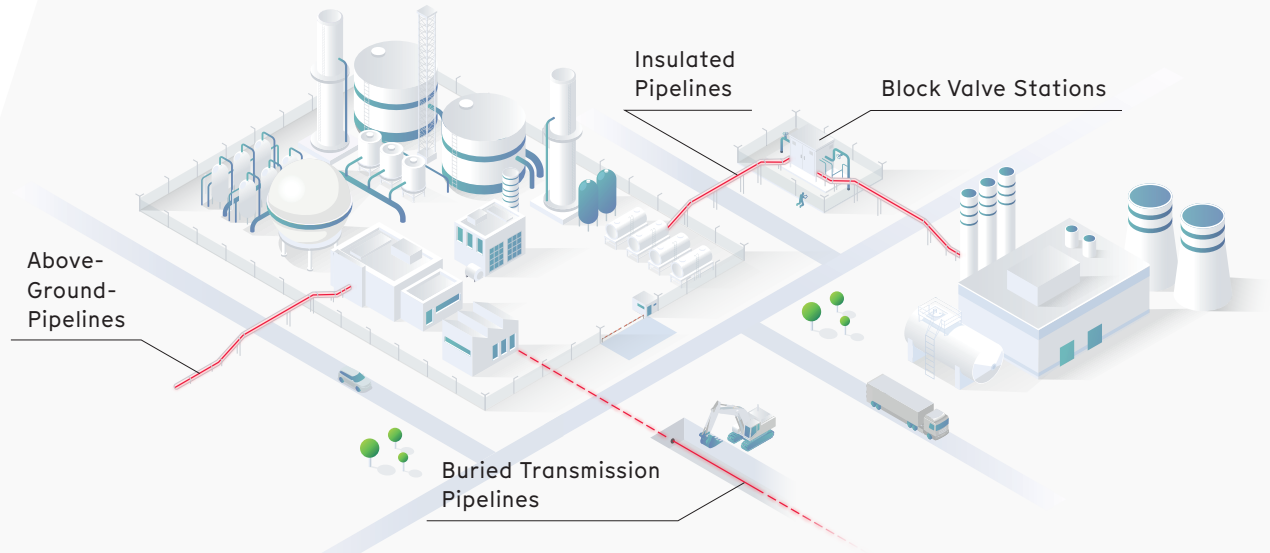 Insulated
Pipelines
Block Valve Stations
Above-
Ground-
Pipelines
Buried Transmission
Pipelines